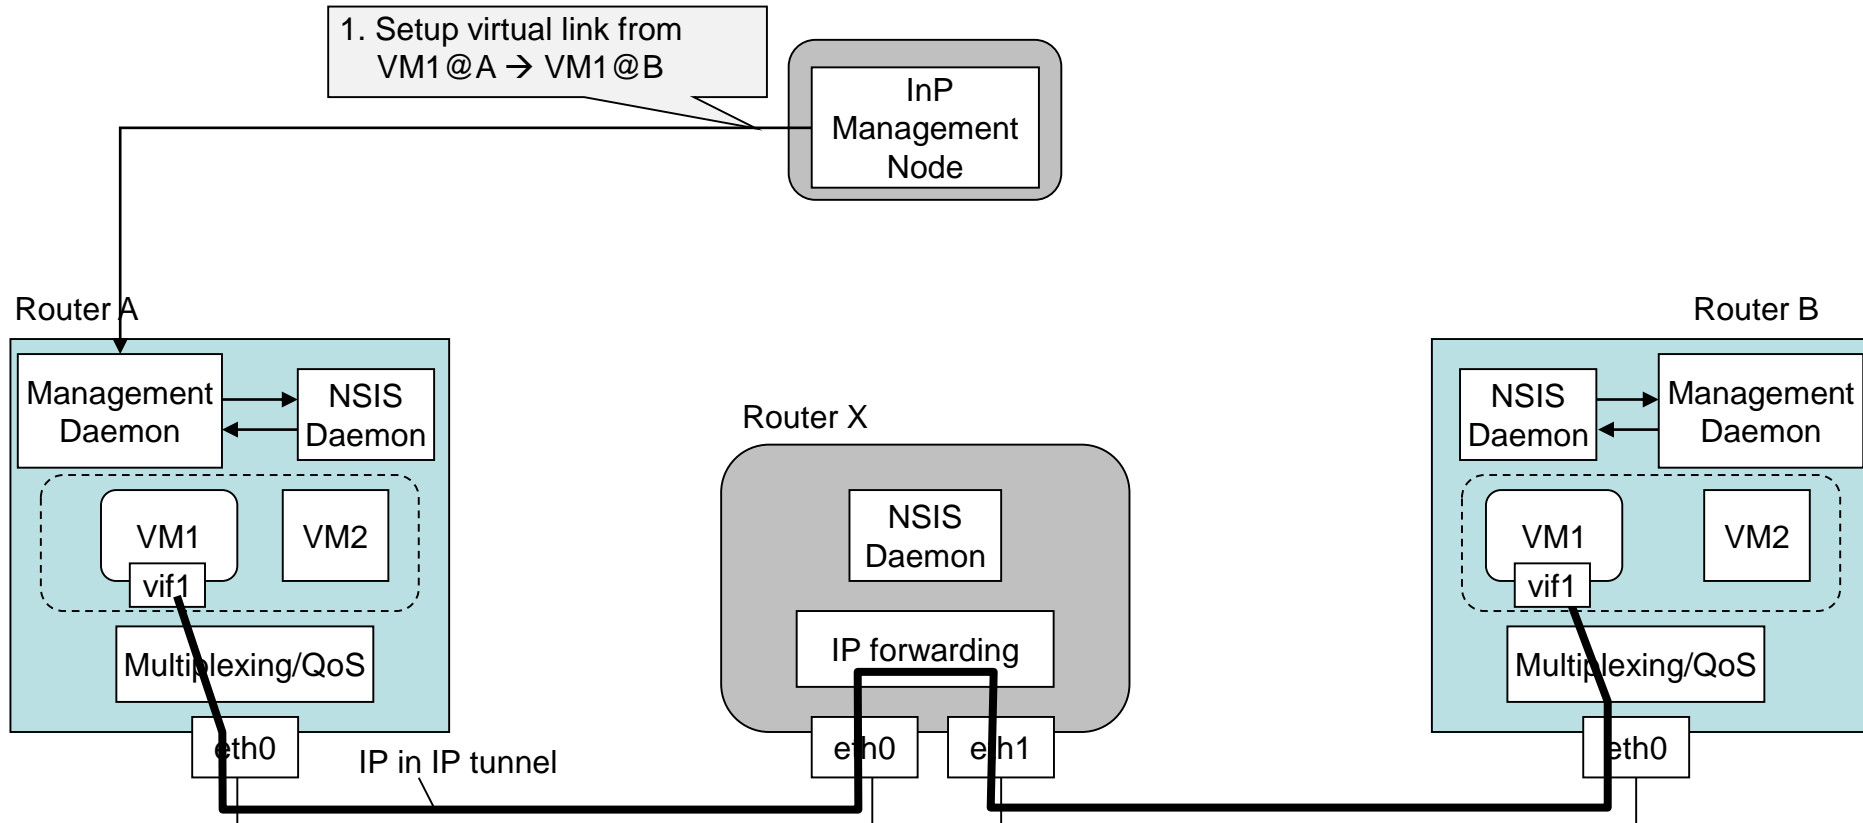 1. Setup virtual link from
VM1@A → VM1@B
InP
Management
Node
Router A
Router B
Management
Daemon
NSIS
Daemon
Router X
NSIS
Daemon
Management
Daemon
VM1
VM2
vif1
NSIS
Daemon
VM1
VM2
vif1
Multiplexing/QoS
IP forwarding
Multiplexing/QoS
eth0
IP in IP tunnel
eth0
eth1
eth0